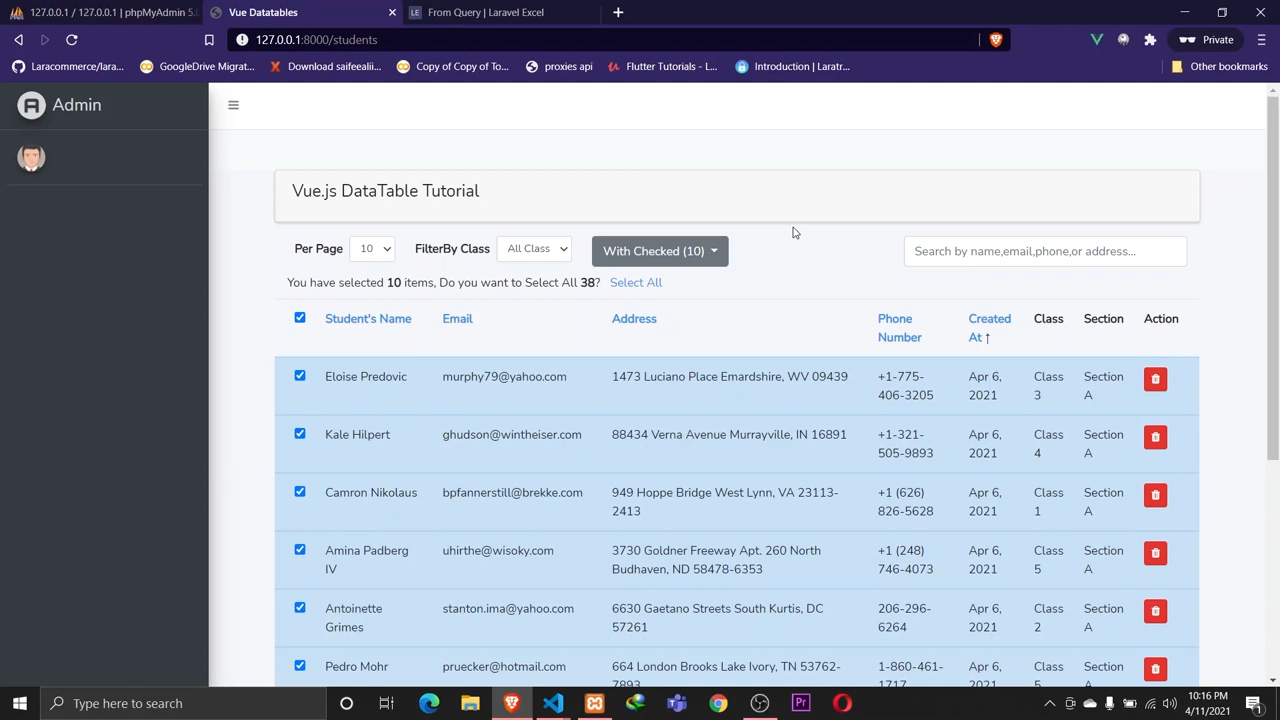 127.0.0.1 / 127.0.0.1 | phpMyAdmin 5.0
Vue Datatables
LE From Query | Laravel Excel
127.0.0.1:8000/students
Private
Laracommerce/lara...
GoogleDrive Migrat...
Download saifeealii...
Copy of Copy of To...
proxies api
Flutter Tutorials - L...
Introduction | Laratr...
Other bookmarks
Admin
Vue.js DataTable Tutorial
Per Page 10 FilterBy Class All Class With Checked (10) Search by name,email,phone,or address...
You have selected 10 items, Do you want to Select All 38? Select All
Student's Name Email Address Phone Number Created At ↑ Class Section Action
Eloise Predovic murphy79@yahoo.com 1473 Luciano Place Emardshire, WV 09439 +1-775- Apr 6, Class Section
406-3205 2021 3 A
Kale Hilpert ghudson@wintheiser.com 88434 Verna Avenue Murrayville, IN 16891 +1-321- Apr 6, Class Section
505-9893 2021 4 A
Camron Nikolaus bpfannerstill@brekke.com 949 Hoppe Bridge West Lynn, VA 23113- +1 (626) Apr 6, Class Section
2413 826-5628 2021 1 A
Amina Padberg uhirthe@wisoky.com 3730 Goldner Freeway Apt. 260 North +1 (248) Apr 6, Class Section
IV Budhaven, ND 58478-6353 746-4073 2021 5 A
Antoinette stanton.ima@yahoo.com 6630 Gaetano Streets South Kurtis, DC 206-296- Apr 6, Class Section
Grimes 57261 6264 2021 2 A
Pedro Mohr pruecker@hotmail.com 664 London Brooks Lake Ivory, TN 53762- 1-860-461- Apr 6, Class Section
7893 1717 2021 5 A
Type here to search
10:16 PM
4/11/2021